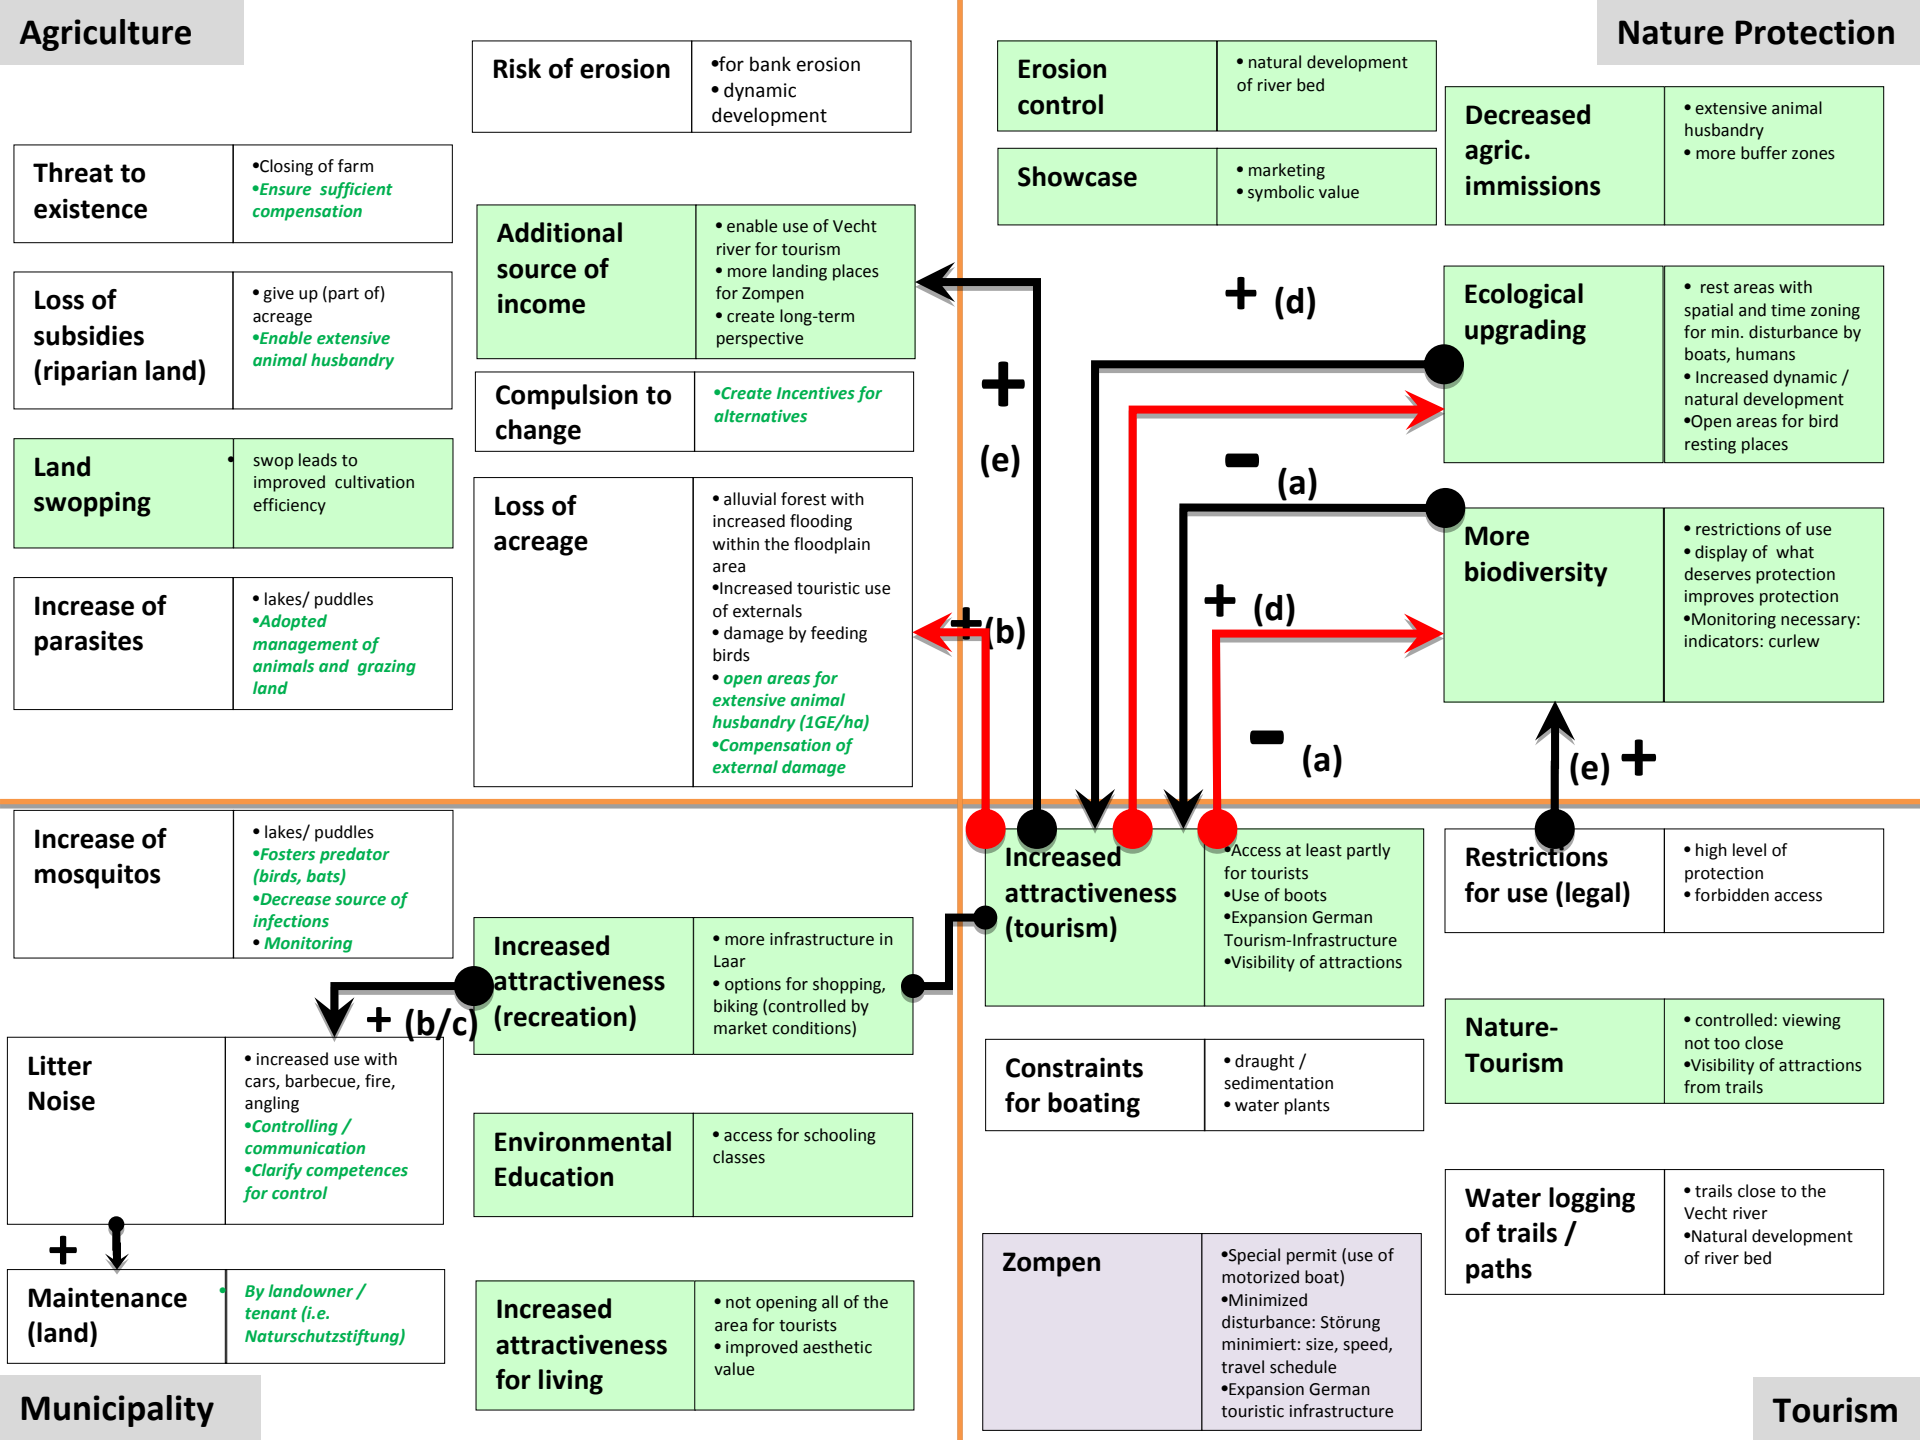 Agriculture
Risk of erosion
•for bank erosion
• dynamic
development
Threat to
existence
•Closing of farm
•Ensure sufficient
compensation
Additional
source of
income
• enable use of Vecht
river for tourism
• more landing places
for Zompen
• create long-term
perspective
Loss of
subsidies
(riparian land)
• give up (part of)
acreage
•Enable extensive
animal husbandry
Compulsion to
change
•Create Incentives for
alternatives
Land
swopping
• swop leads to
improved cultivation
efficiency
Loss of
acreage
• alluvial forest with
increased flooding
within the floodplain
area
•Increased touristic use
of externals
• damage by feeding
birds
• open areas for
extensive animal
husbandry (1GE/ha)
•Compensation of
external damage
Increase of
parasites
• lakes/ puddles
•Adopted
management of
animals and grazing
land
Nature Protection
Erosion
control
• natural development
of river bed
Decreased
agric.
immissions
• extensive animal
husbandry
• more buffer zones
Showcase
• marketing
• symbolic value
Ecological
upgrading
• rest areas with
spatial and time zoning
for min. disturbance by
boats, humans
• Increased dynamic /
natural development
•Open areas for bird
resting places
More
biodiversity
• restrictions of use
• display of what
deserves protection
improves protection
•Monitoring necessary:
indicators: curlew
+ (d)
+
(e)
- (a)
+ (d)
+(b)
- (a)
(e) +
Increase of
mosquitos
• lakes/ puddles
•Fosters predator
(birds, bats)
•Decrease source of
infections
• Monitoring
Increased
attractiveness
(recreation)
• more infrastructure in
Laar
• options for shopping,
biking (controlled by
market conditions)
+ (b/c)
Litter
Noise
• increased use with
cars, barbecue, fire,
angling
•Controlling /
communication
•Clarify competences
for control
Environmental
Education
• access for schooling
classes
+
Maintenance
(land)
• By landowner /
tenant (i.e.
Naturschutzstiftung)
Increased
attractiveness
for living
• not opening all of the
area for tourists
• improved aesthetic
value
Municipality
Increased
attractiveness
(tourism)
•Access at least partly
for tourists
•Use of boots
•Expansion German
Tourism-Infrastructure
•Visibility of attractions
Restrictions
for use (legal)
• high level of
protection
• forbidden access
Constraints
for boating
• draught /
sedimentation
• water plants
Nature-
Tourism
• controlled: viewing
not too close
•Visibility of attractions
from trails
Water logging
of trails /
paths
• trails close to the
Vecht river
•Natural development
of river bed
Zompen
•Special permit (use of
motorized boat)
•Minimized
disturbance: Störung
minimiert: size, speed,
travel schedule
•Expansion German
touristic infrastructure
Tourism